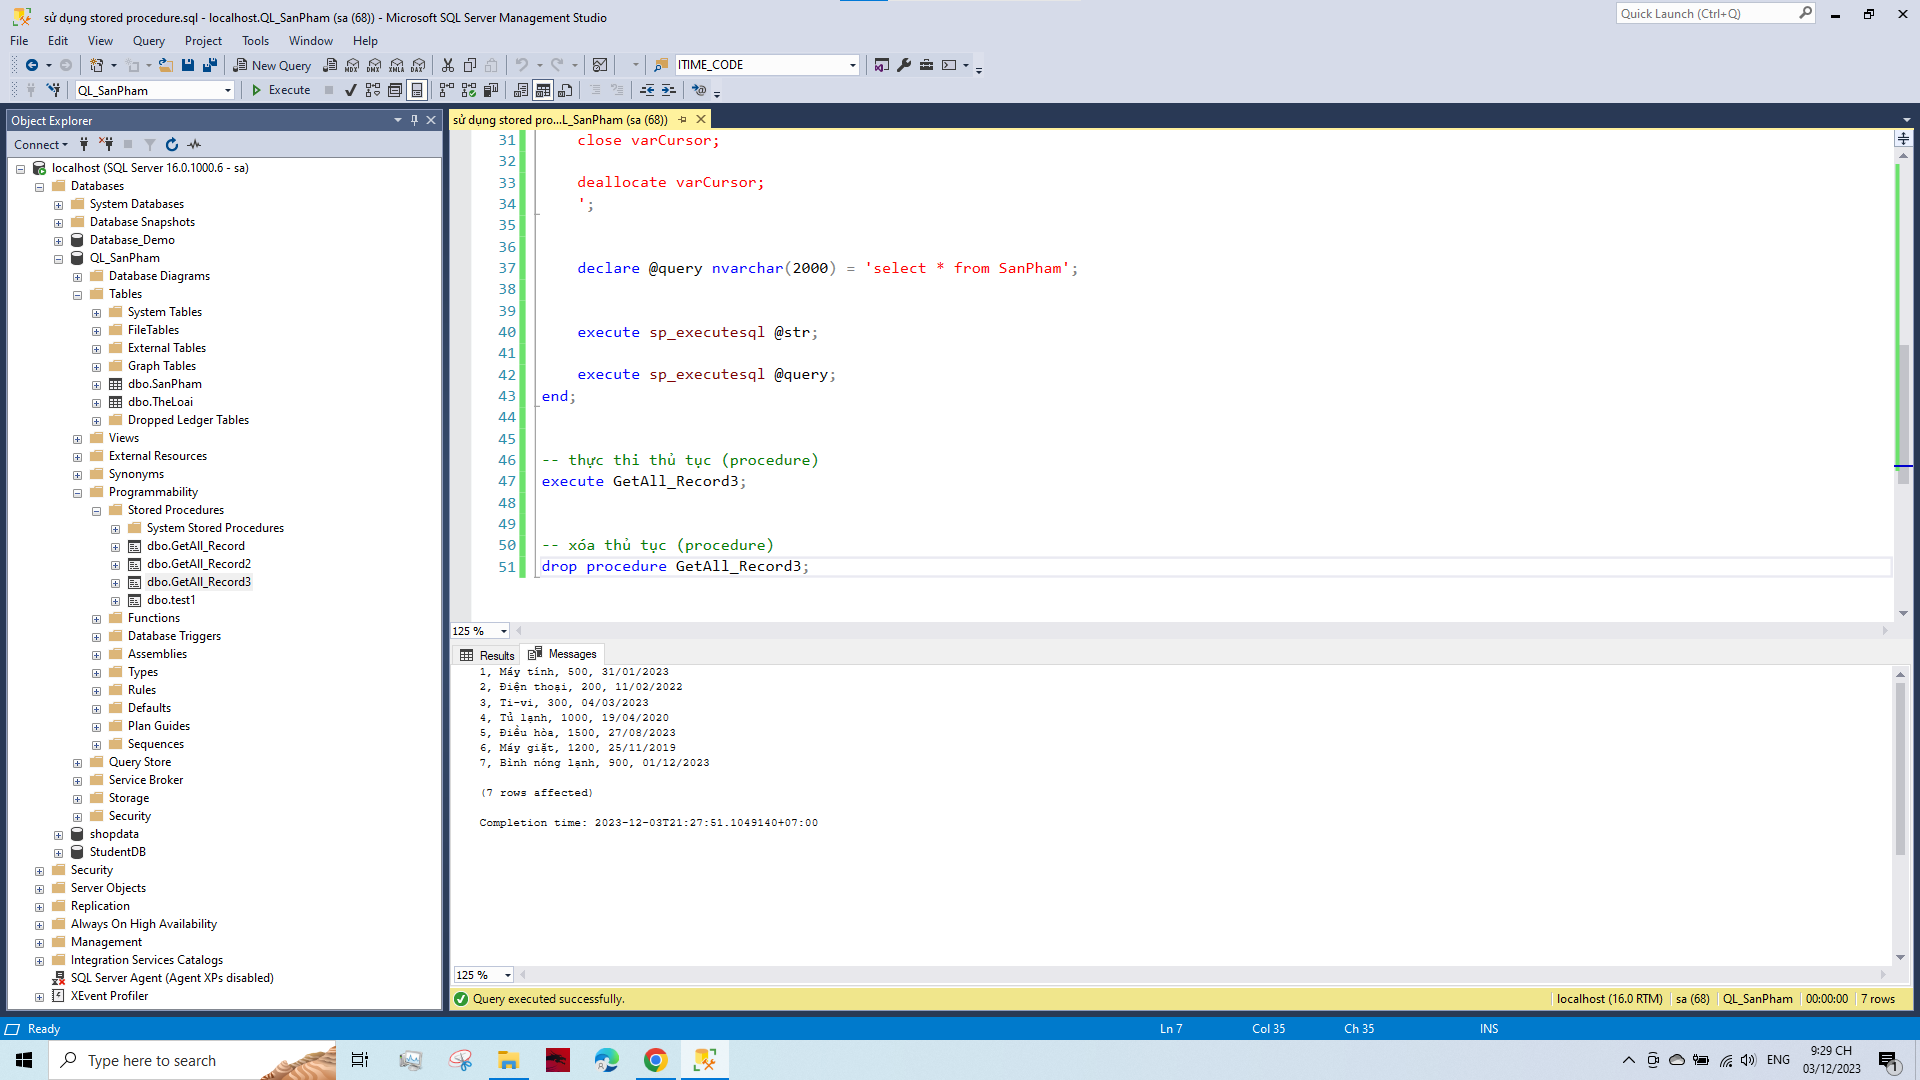 sử dụng stored procedure.sql - localhost.QL_SanPham (sa (68)) - Microsoft SQL Server Management Studio
Quick Launch (Ctrl+Q)
File Edit View Query Project Tools Window Help
New Query
MDX DMX XMLA DAX
ITIME_CODE
QL_SanPham
Execute
Object Explorer
Connect
localhost (SQL Server 16.0.1000.6 - sa)
Databases
System Databases
Database Snapshots
Database_Demo
QL_SanPham
Database Diagrams
Tables
System Tables
FileTables
External Tables
Graph Tables
dbo.SanPham
dbo.TheLoai
Dropped Ledger Tables
Views
External Resources
Synonyms
Programmability
Stored Procedures
System Stored Procedures
dbo.GetAll_Record
dbo.GetAll_Record2
dbo.GetAll_Record3
dbo.test1
Functions
Database Triggers
Assemblies
Types
Rules
Defaults
Plan Guides
Sequences
Query Store
Service Broker
Storage
Security
shopdata
StudentDB
Security
Server Objects
Replication
Always On High Availability
Management
Integration Services Catalogs
SQL Server Agent (Agent XPs disabled)
XEvent Profiler
sử dụng stored pro...L_SanPham (sa (68))
31 close varCursor;
32
33 deallocate varCursor;
34 ';
35
36
37 declare @query nvarchar(2000) = 'select * from SanPham';
38
39
40 execute sp_executesql @str;
41
42 execute sp_executesql @query;
43 end;
44
45
46 -- thực thi thủ tục (procedure)
47 execute GetAll_Record3;
48
49
50 -- xóa thủ tục (procedure)
51 drop procedure GetAll_Record3;
125 %
Results Messages
1, Máy tính, 500, 31/01/2023
2, Điện thoại, 200, 11/02/2022
3, Ti-vi, 300, 04/03/2023
4, Tủ lạnh, 1000, 19/04/2020
5, Điều hòa, 1500, 27/08/2023
6, Máy giặt, 1200, 25/11/2019
7, Bình nóng lạnh, 900, 01/12/2023
(7 rows affected)
Completion time: 2023-12-03T21:27:51.1049140+07:00
125 %
Query executed successfully.
localhost (16.0 RTM) sa (68) QL_SanPham 00:00:00 7 rows
Ready Ln 7 Col 35 Ch 35 INS
Type here to search
ENG
9:29 CH
03/12/2023
1